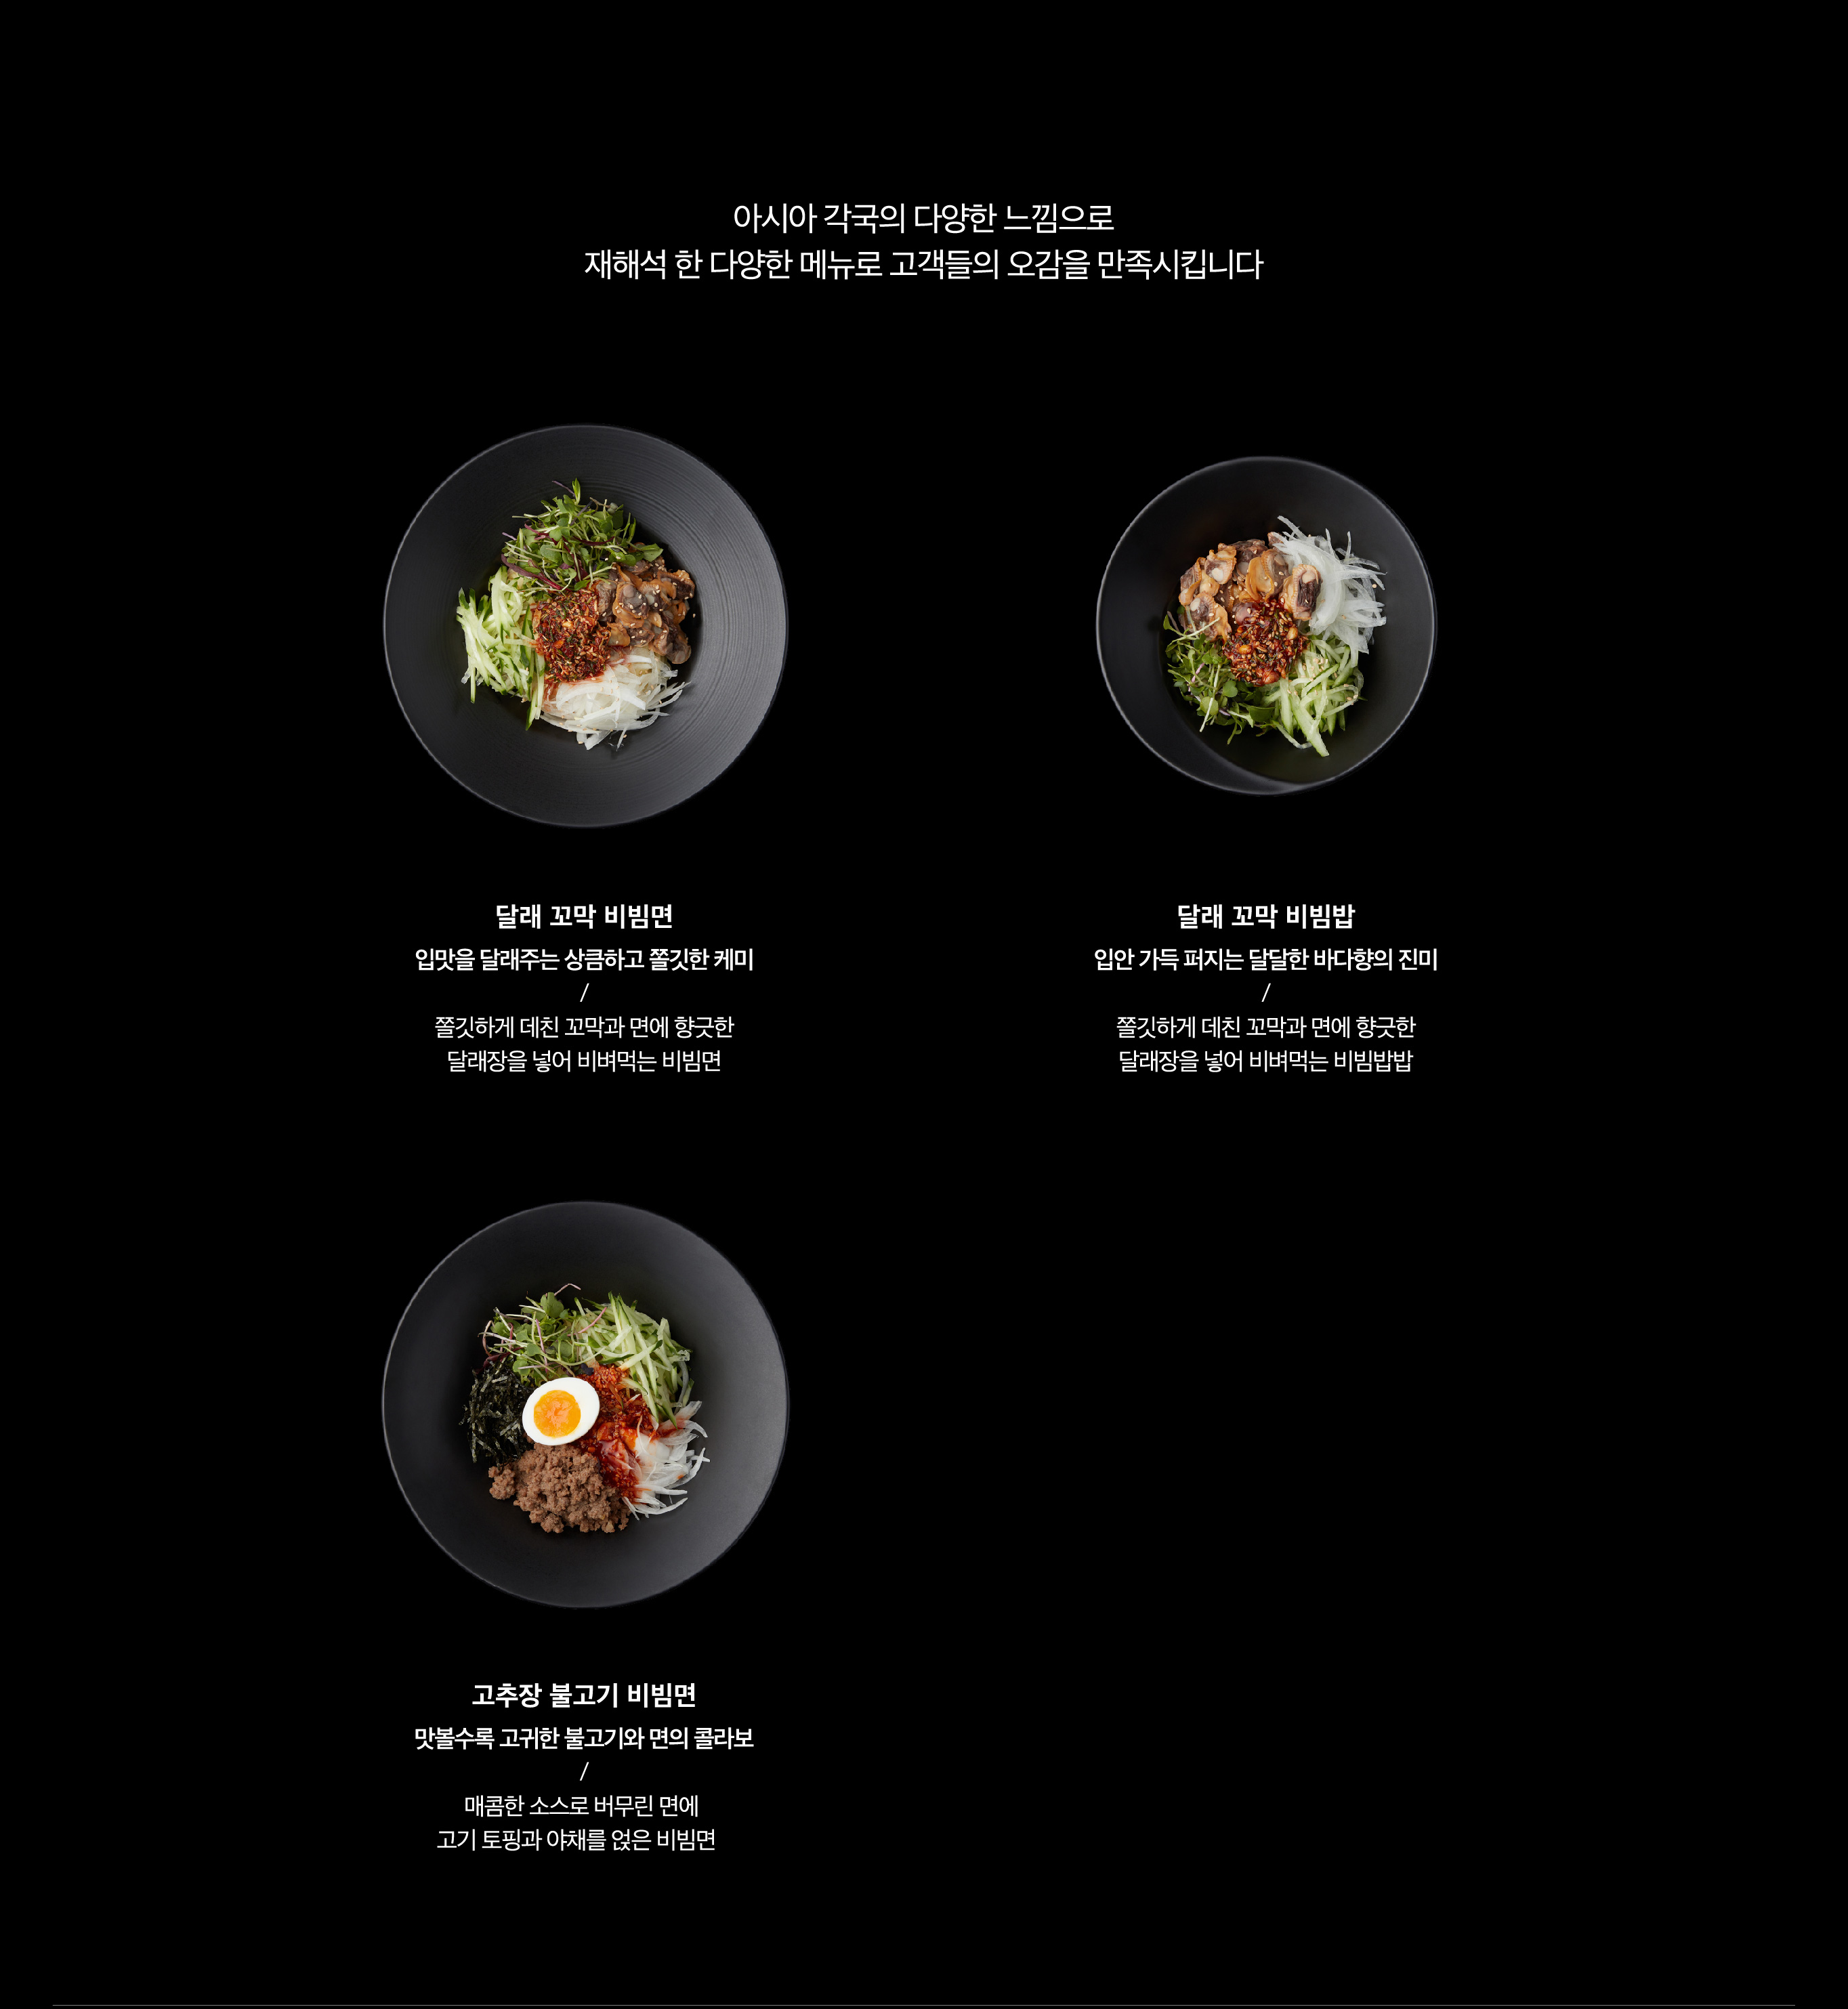 아시아 각국의 다양한 느낌으로
재해석 한 다양한 메뉴로 고객들의 오감을 만족시킵니다
달래 꼬막 비빔면
입맛을 달래주는 상큼하고 쫄깃한 케미
/
쫄깃하게 데친 꼬막과 면에 향긋한
달래장을 넣어 비벼먹는 비빔면
달래 꼬막 비빔밥
입안 가득 퍼지는 달달한 바다향의 진미
/
쫄깃하게 데친 꼬막과 면에 향긋한
달래장을 넣어 비벼먹는 비빔밥밥
고추장 불고기 비빔면
맛볼수록 고귀한 불고기와 면의 콜라보
/
매콤한 소스로 버무린 면에
고기 토핑과 야채를 얹은 비빔면